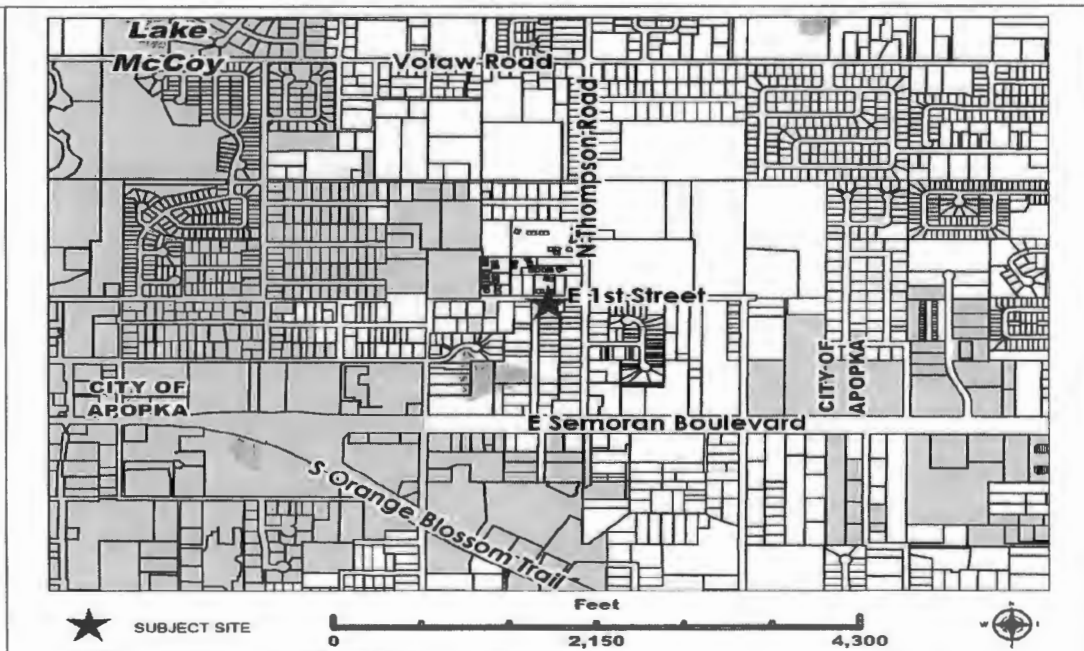 Lake
McCoy
Votaw Road
N Thompson Road
E 1st Street
CITY OF
APOPKA
CITY OF
APOPKA
E Semoran Boulevard
S Orange Blossom Trail
SUBJECT SITE
Feet
0 2,150 4,300
W